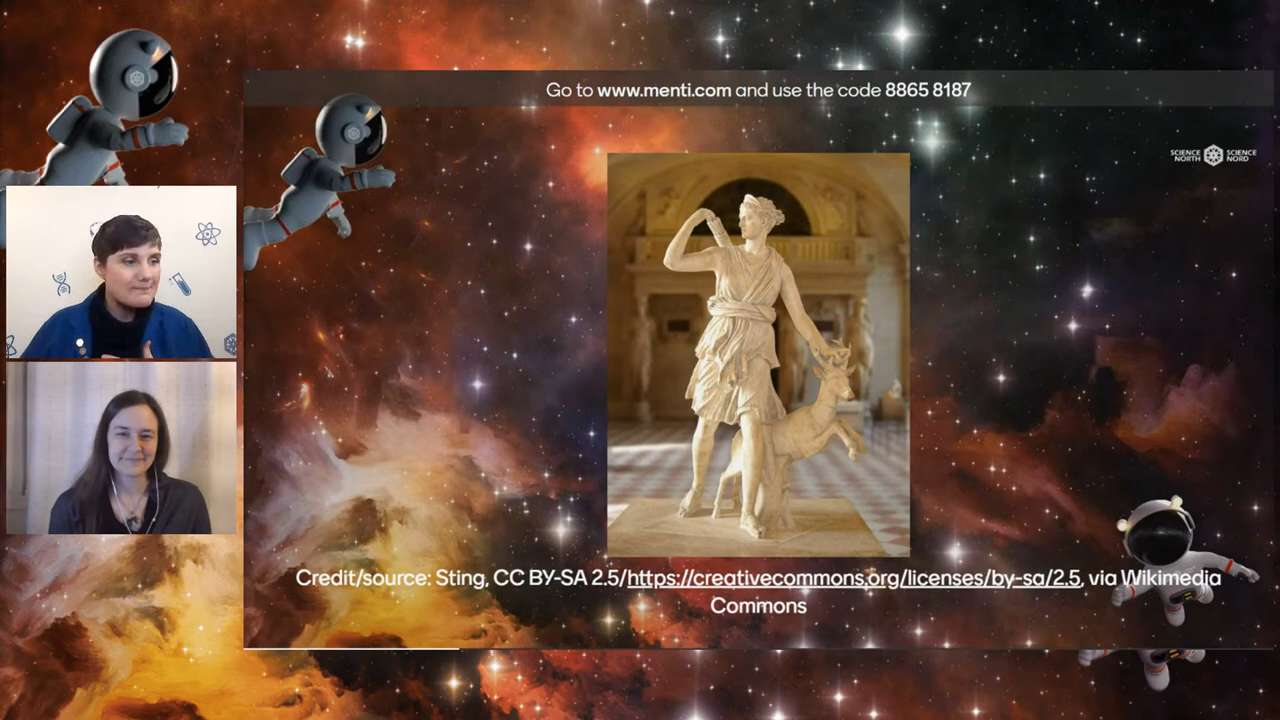 Go to www.menti.com and use the code 8865 8187
SCIENCE NORTH SCIENCE NORD
Credit/source: Sting, CC BY-SA 2.5/https://creativecommons.org/licenses/by-sa/2.5, via Wikimedia
Commons